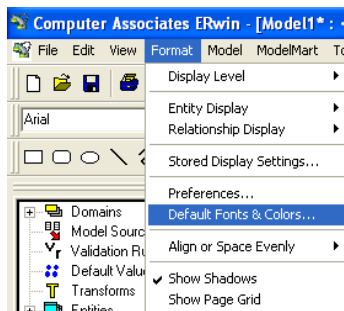 Computer Associates ERwin - [Model1* :
File Edit View Format Model ModelMart
Display Level
Entity Display
Arial
Relationship Display
Stored Display Settings...
Preferences...
Default Fonts & Colors...
Domains
Model Sourc
Align or Space Evenly
Validation Ru
Default Valu
Show Shadows
Transforms
Show Page Grid
Entities